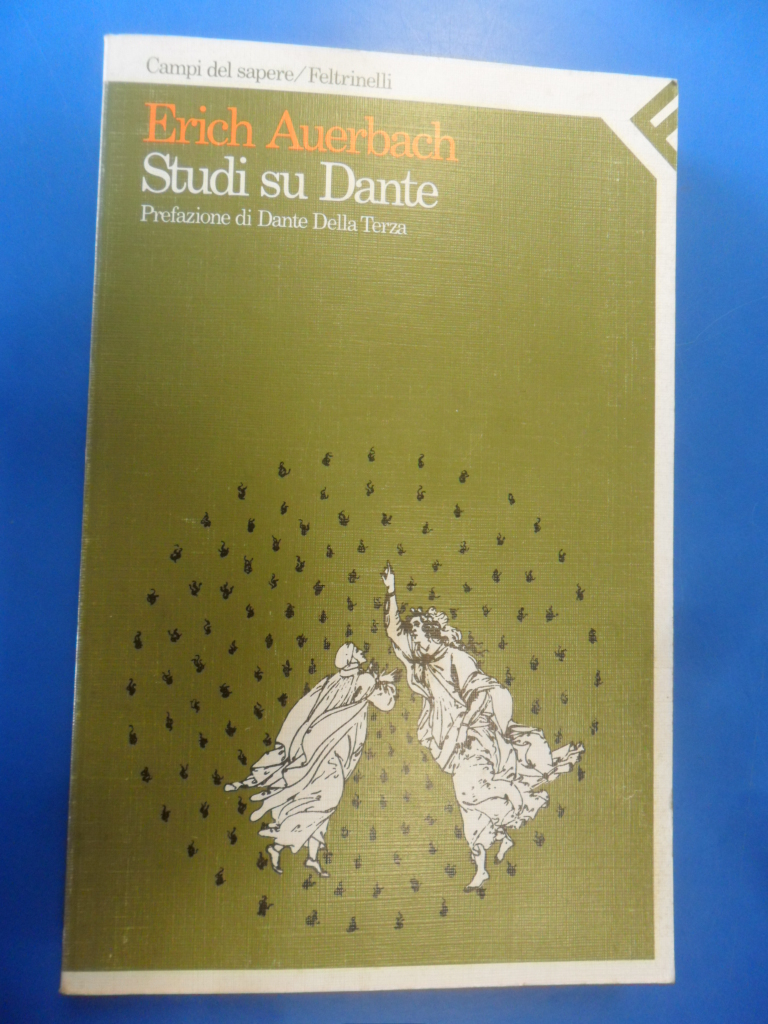 Campi del sapere/Feltrinelli
Erich Auerbach
Studi su Dante
Prefazione di Dante Della Terza